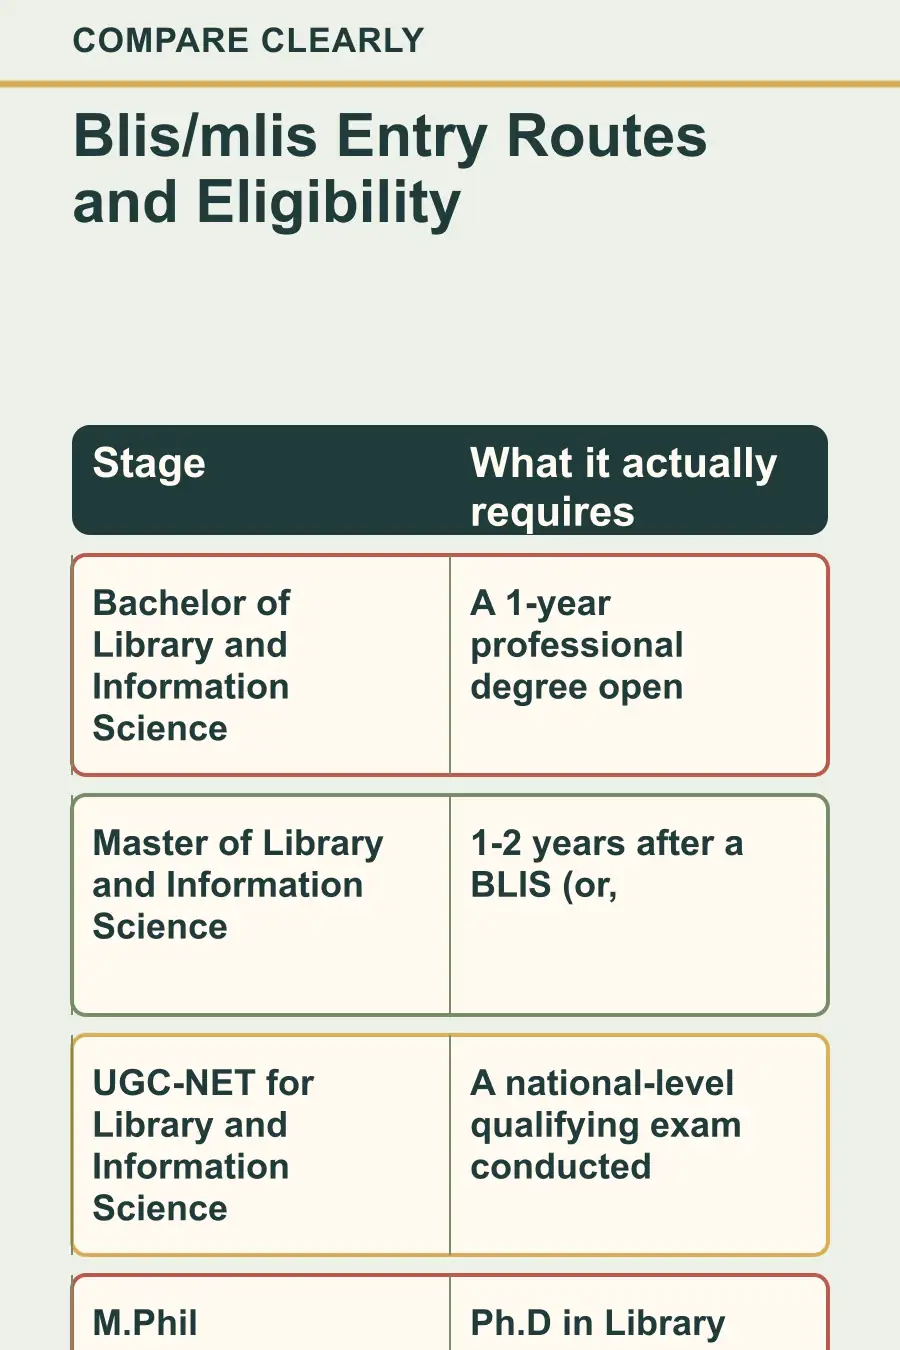 COMPARE CLEARLY
Blis/mlis Entry Routes
and Eligibility
Stage
What it actually
requires
Bachelor of
Library and
Information
Science
A 1-year
professional
degree open
Master of Library
and Information
Science
1-2 years after a
BLIS (or,
UGC-NET for
Library and
Information
Science
A national-level
qualifying exam
conducted
M.Phil
Ph.D in Library